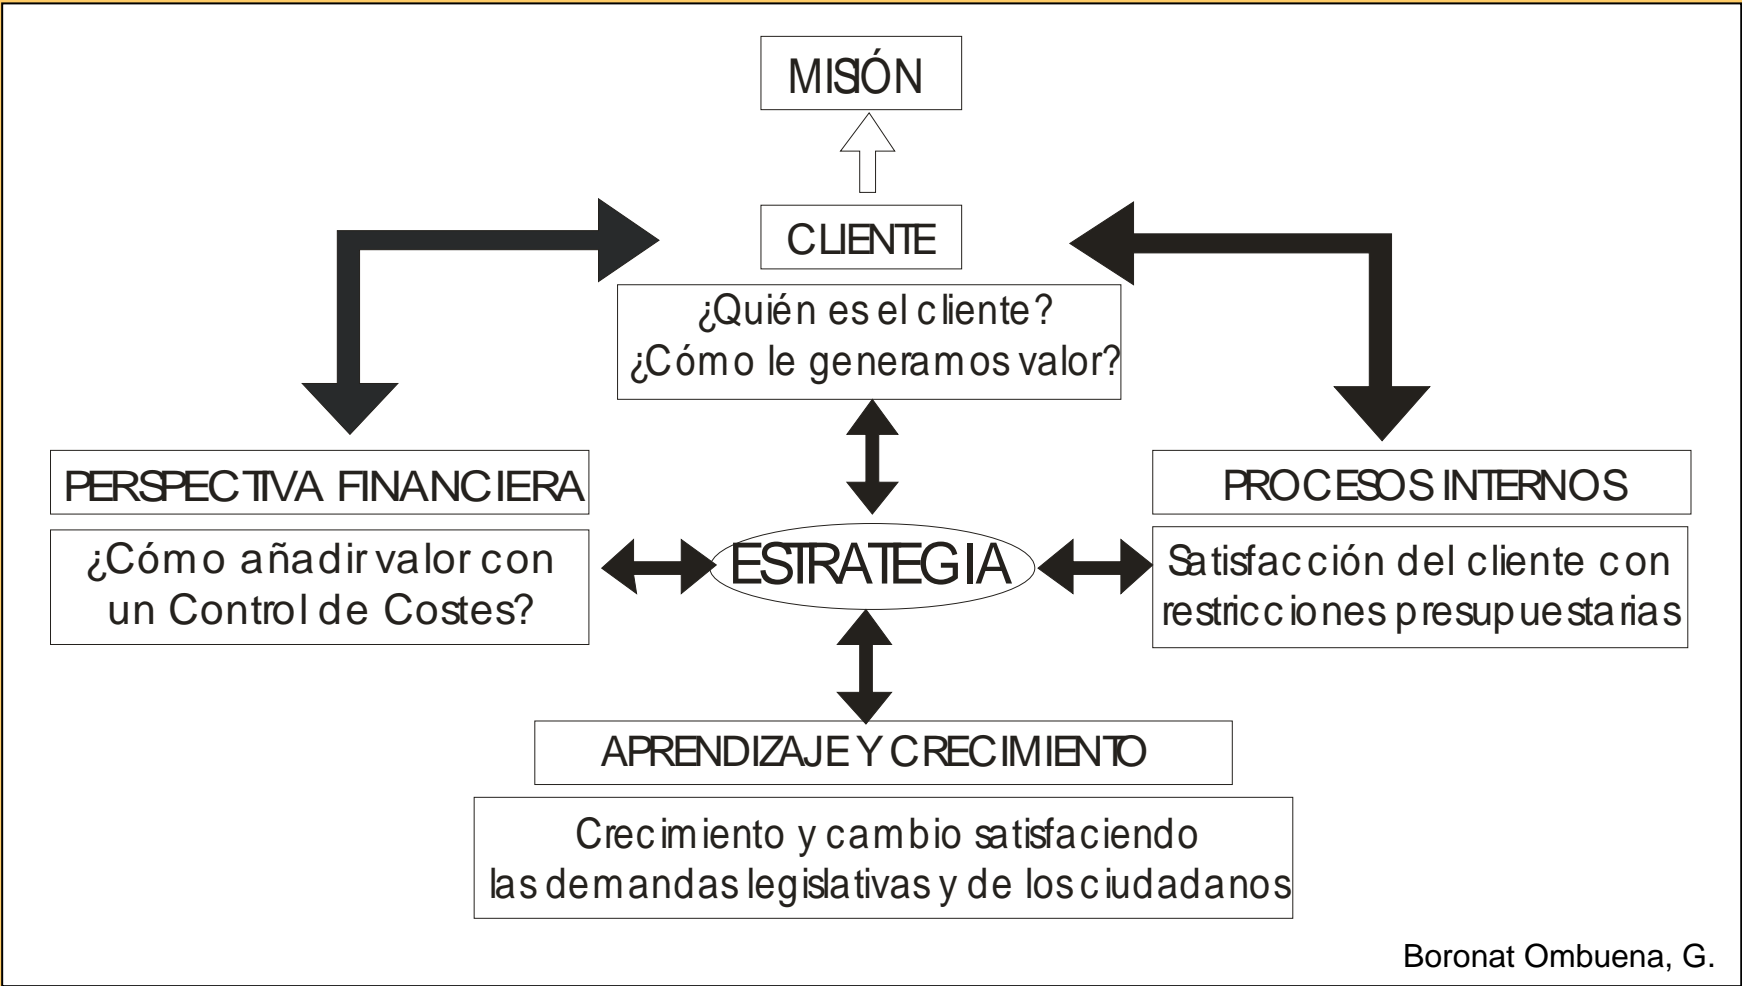 MISIÓN
CLIENTE
¿Quién es el cliente?
¿Cómo le generamos valor?
PERSPECTIVA FINANCIERA
¿Cómo añadir valor con
un Control de Costes?
ESTRATEGIA
PROCESOS INTERNOS
Satisfacción del cliente con
restricciones presupuestarias
APRENDIZAJE Y CRECIMIENTO
Crecimiento y cambio satisfaciendo
las demandas legislativas y de los ciudadanos
Boronat Ombuena, G.